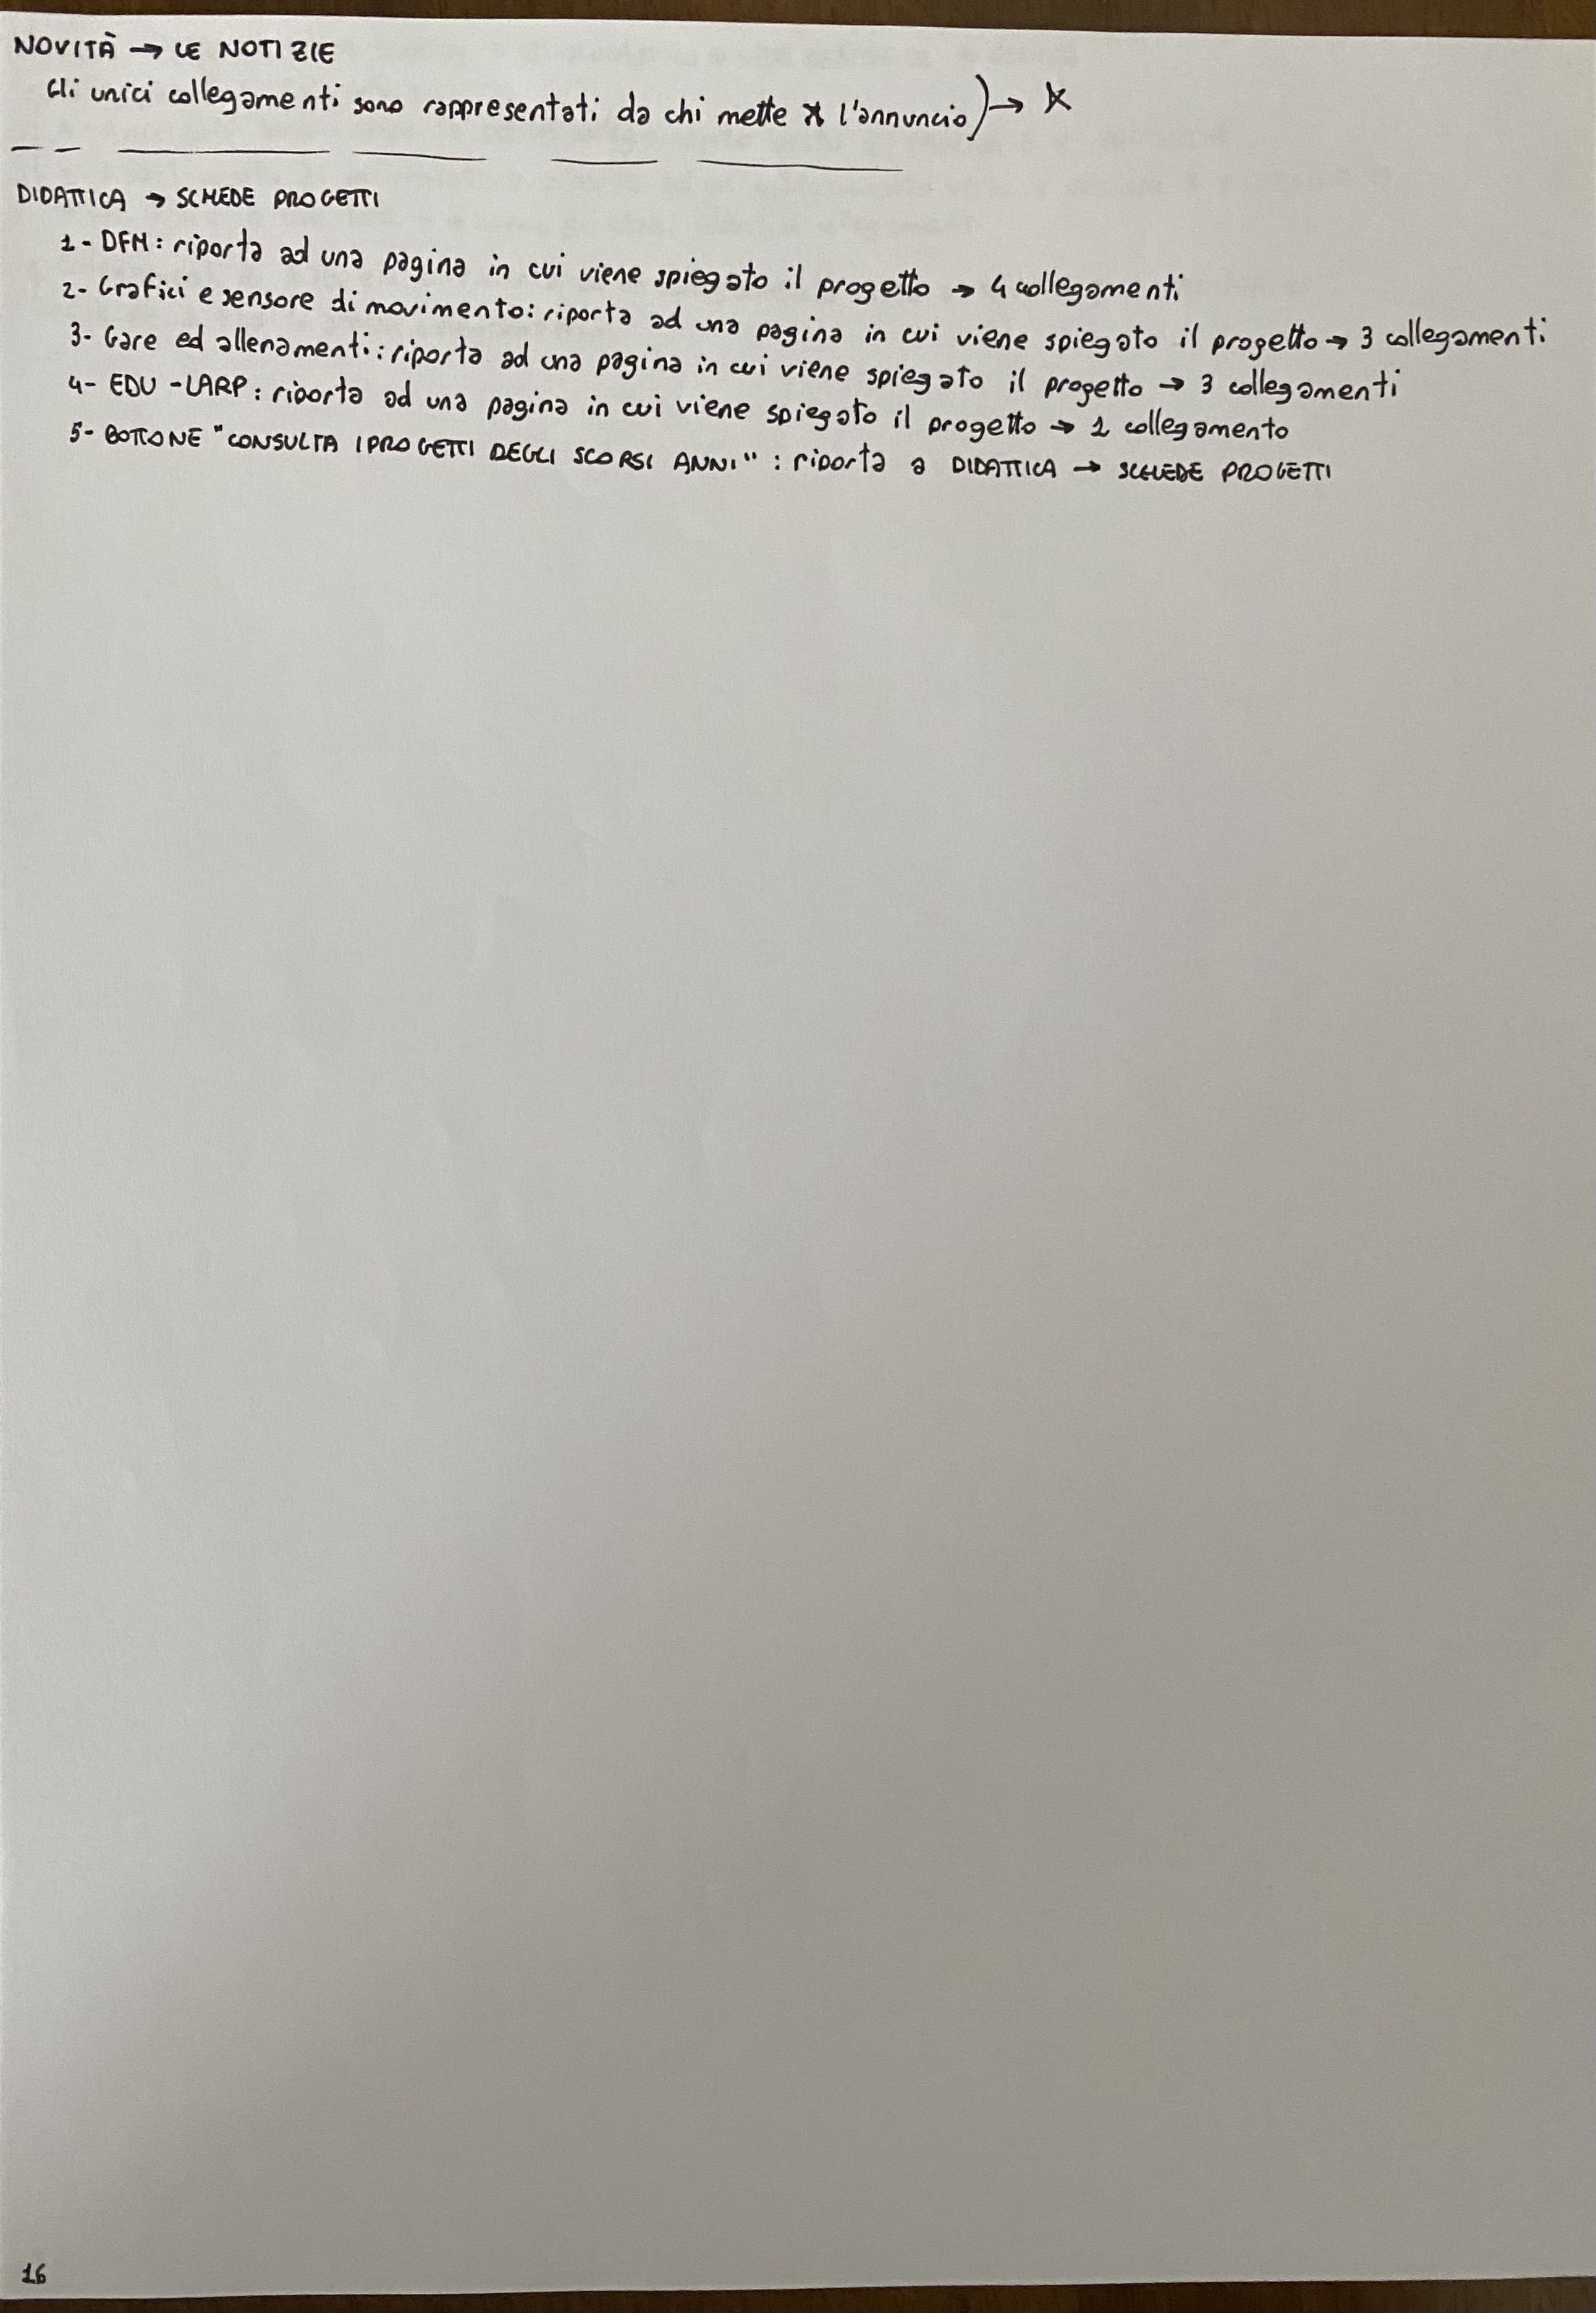 NOVITÀ → LE NOTIZIE
Gli unici collegamenti sono rappresentati da chi mette l'annuncio) → *
DIDATTICA → SCHEDE PROGETTI
1- DFM: riporta ad una pagina in cui viene spiegato il progetto → 4 collegamenti
2- Grafici e sensore di movimento: riporta ad una pagina in cui viene spiegato il progetto → 3 collegamenti
3- Gare ed allenamenti: riporta ad una pagina in cui viene spiegato il progetto → 3 collegamenti
4- EDU-LARP: riporta ad una pagina in cui viene spiegato il progetto → 1 collegamento
5- BOTTONE "CONSULTA I PROGETTI DEGLI SCORSI ANNI": riporta a DIDATTICA → SCHEDE PROGETTI
16